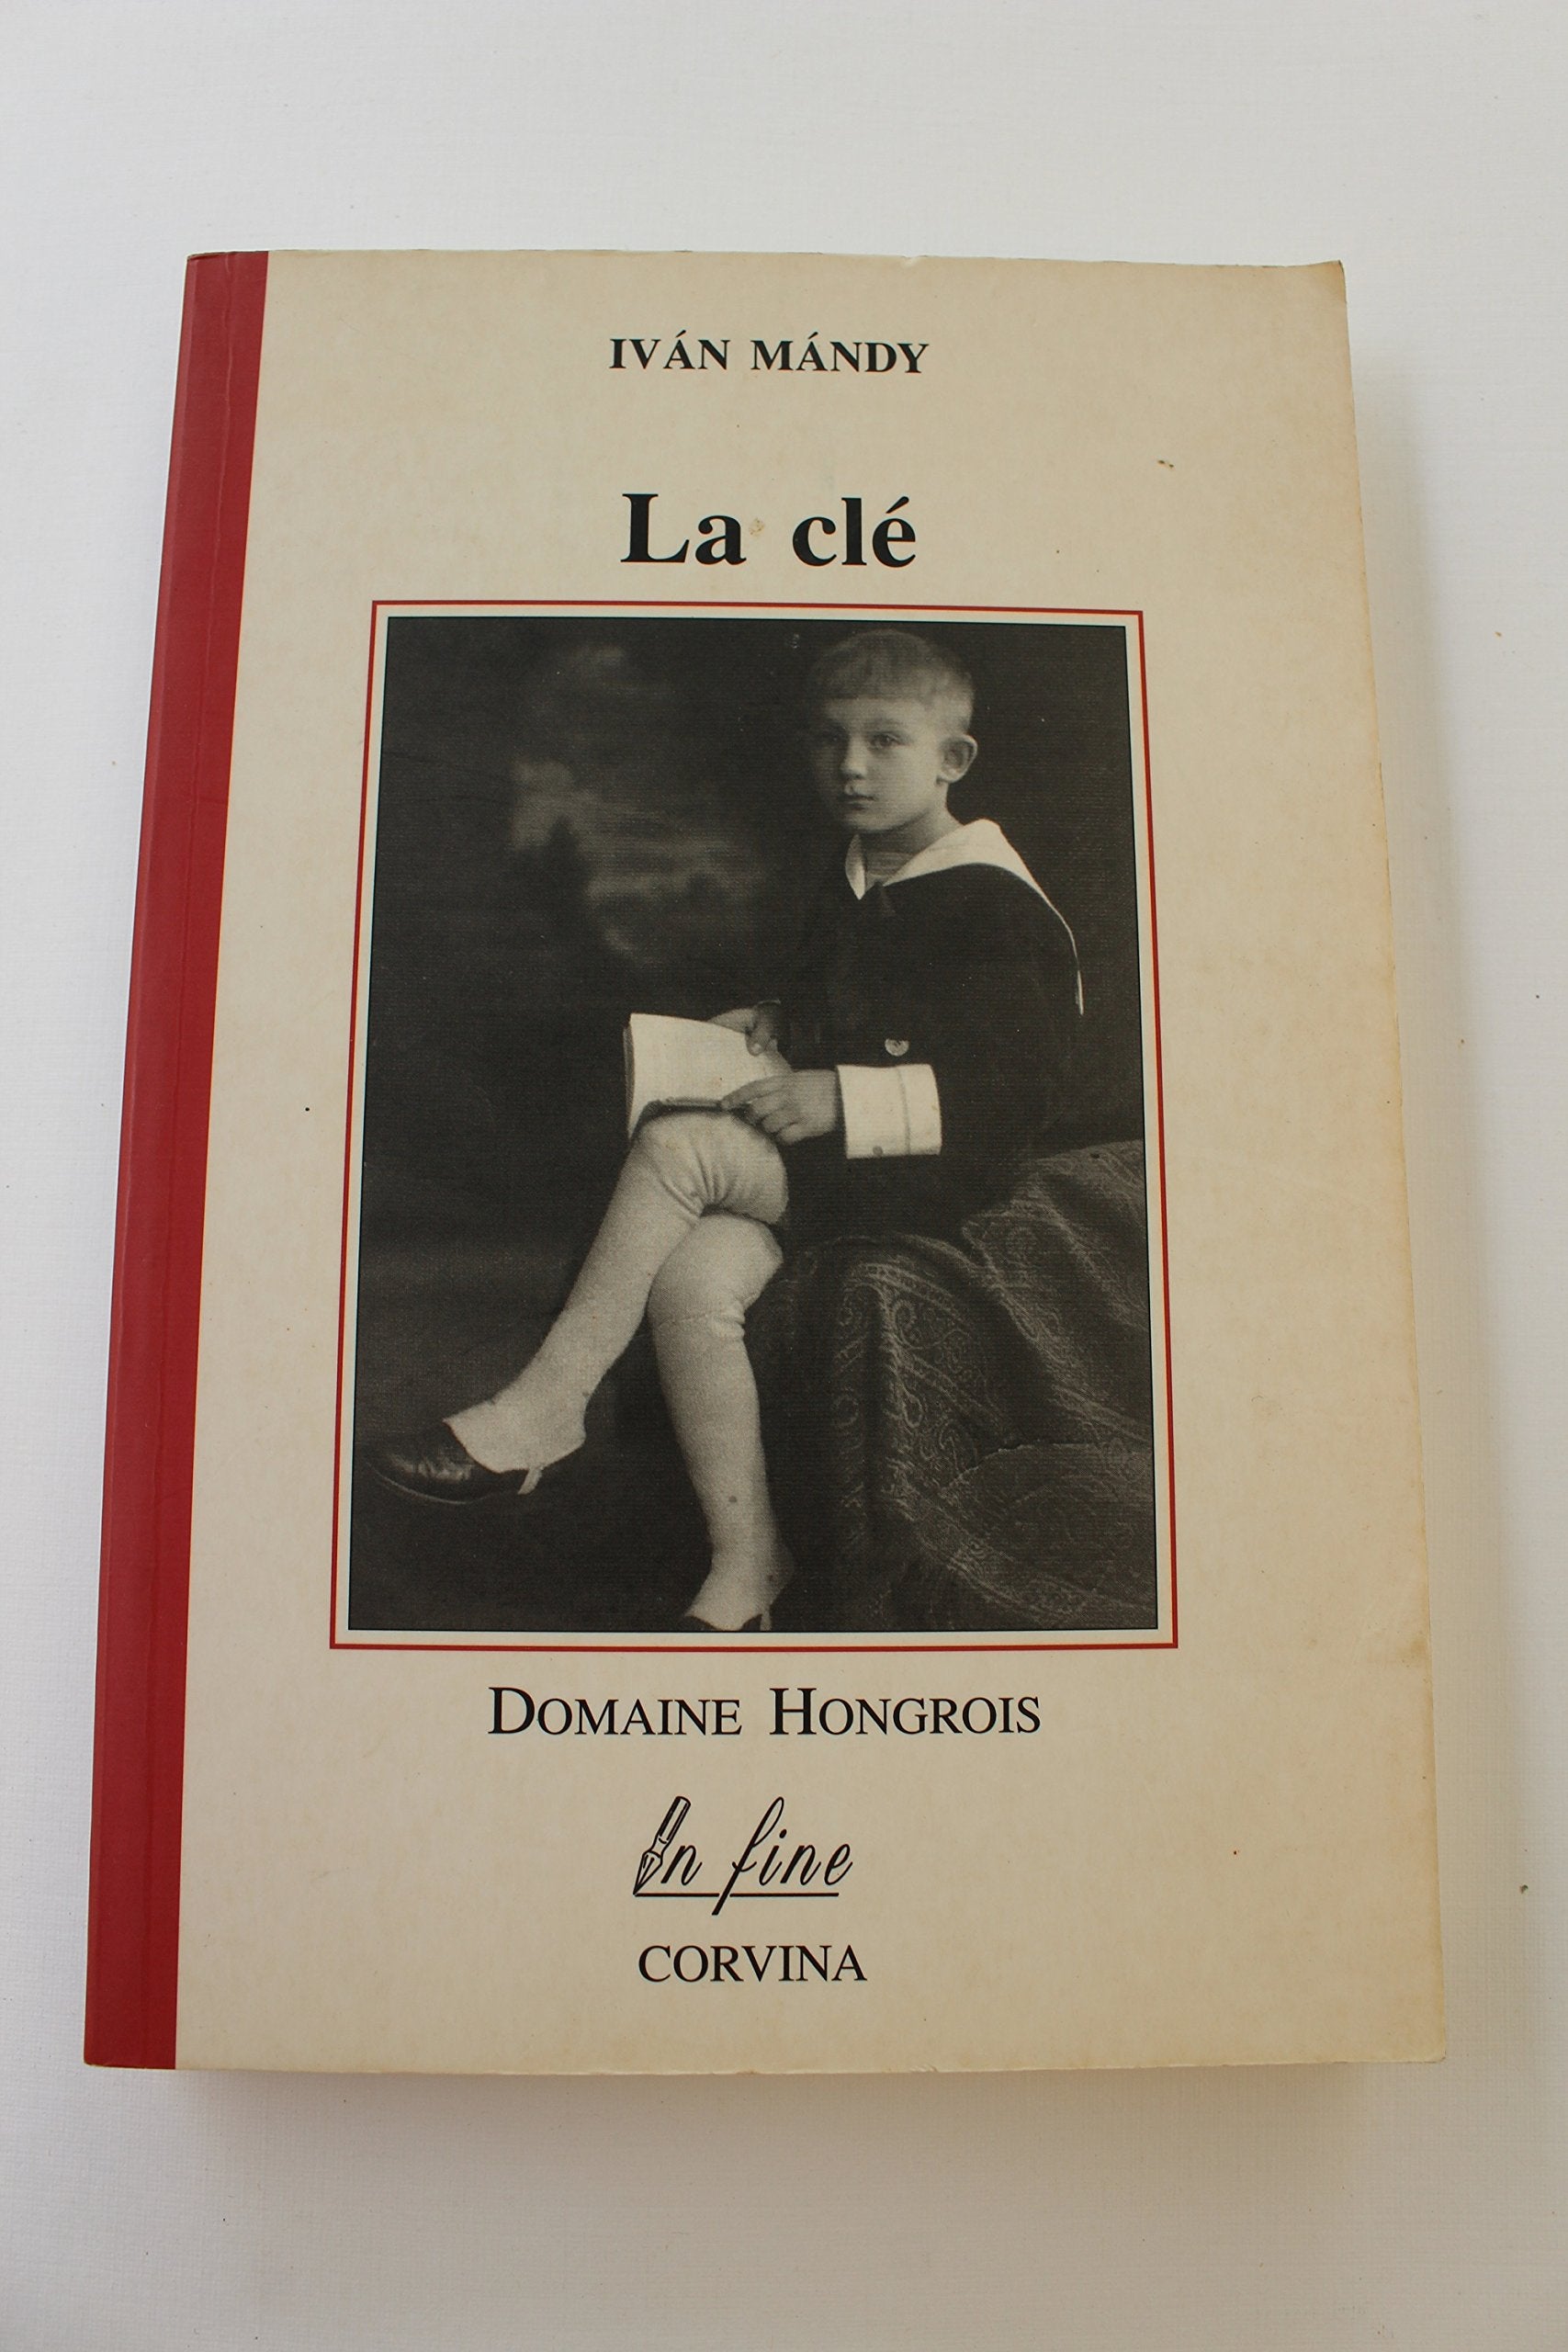 IVÁN MÁNDY
La clé
DOMAINE HONGROIS
In fine
CORVINA